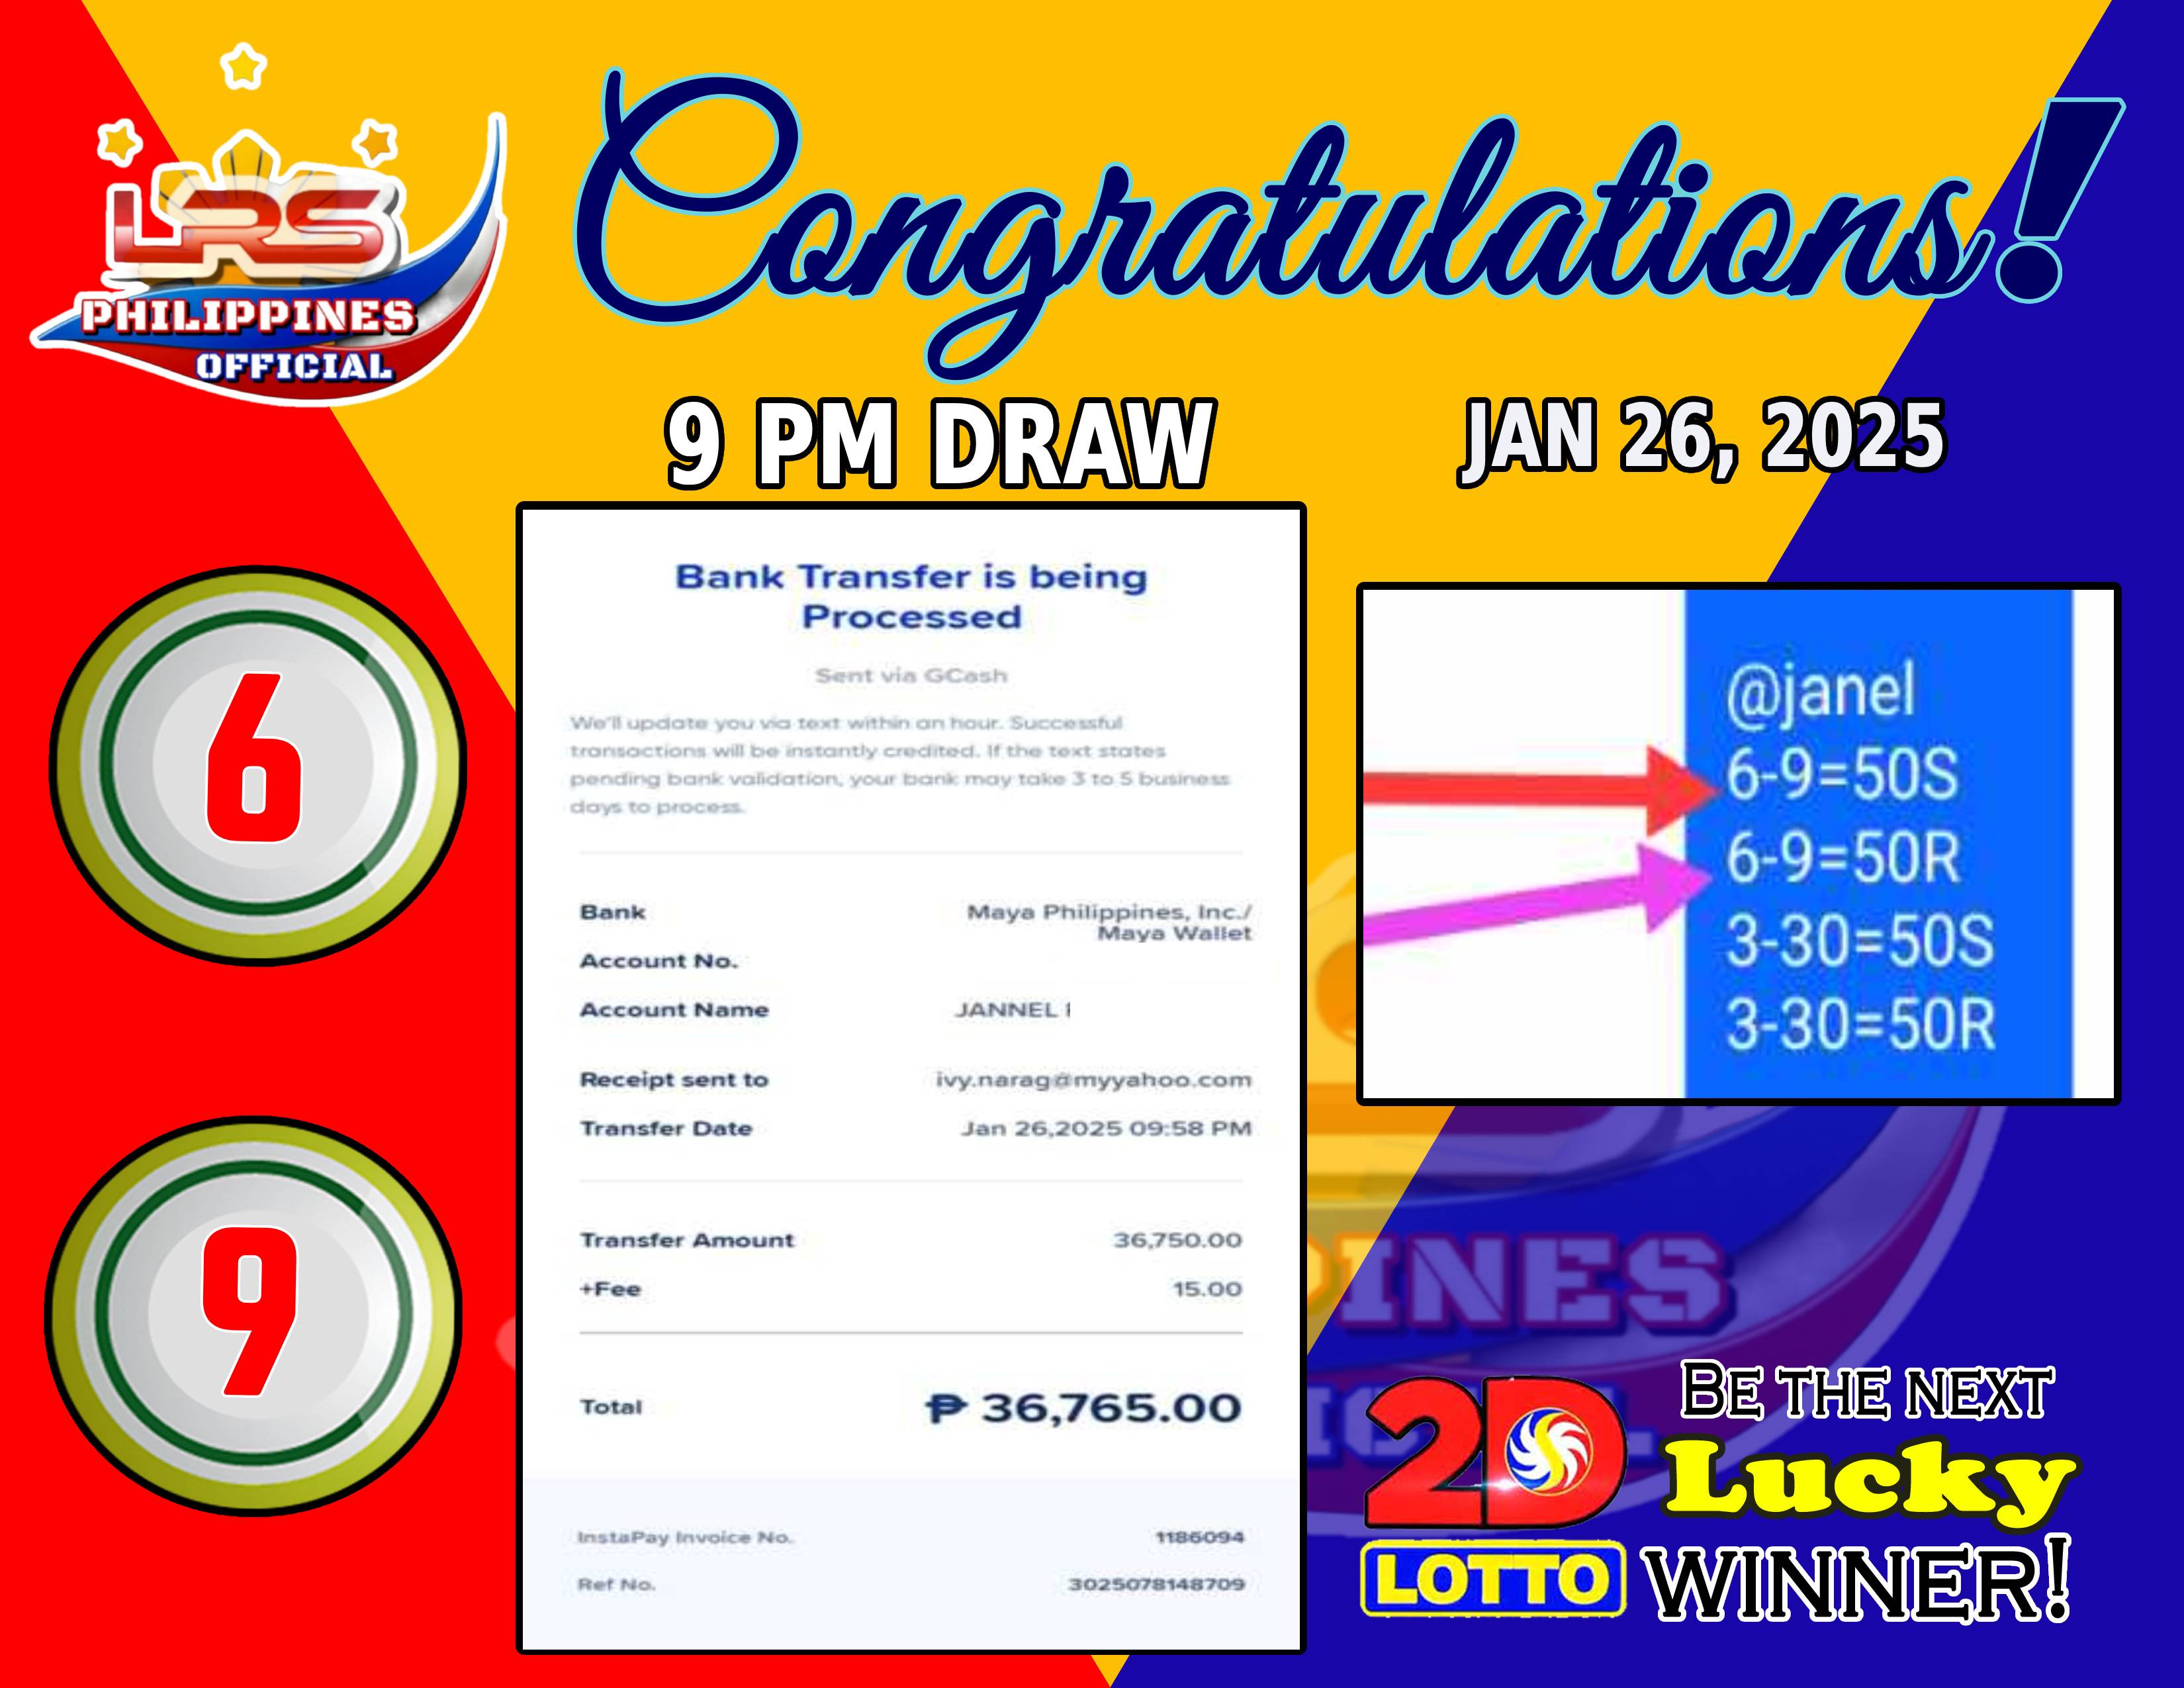 LRS
PHILIPPINES
OFFICIAL
Congratulations!
9 PM DRAW
JAN 26, 2025
6
9
Bank Transfer is being
Processed
Sent via GCash
We'll update you via text within an hour. Successful
transactions will be instantly credited. If the text states
pending bank validation, your bank may take 3 to 5 business
days to process.
Bank
Maya Philippines, Inc./
Maya Wallet
Account No.
Account Name JANNEL
Receipt sent to ivy.narag@myyahoo.com
Transfer Date Jan 26,2025 09:58 PM
Transfer Amount 36,750.00
+Fee 15.00
Total ₱ 36,765.00
InstaPay Invoice No. 1186094
Ref No. 3025078148709
@janel
6-9=50S
6-9=50R
3-30=50S
3-30=50R
PINES
2D
LOTTO
BE THE NEXT
Lucky
WINNER!